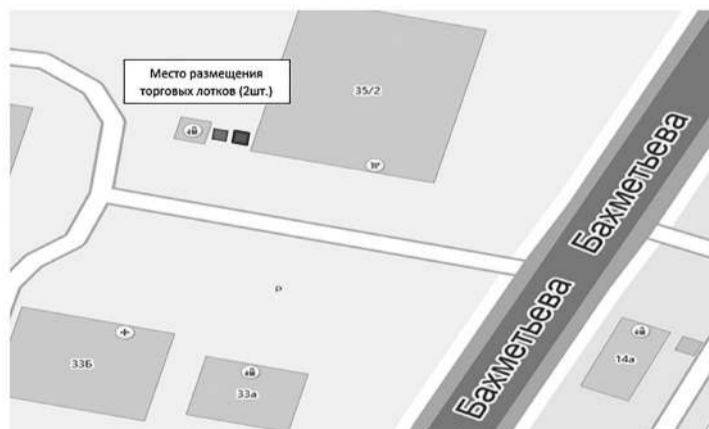 Место размещения
торговых лотков (2шт.)
35/2
Бахметьева
Бахметьева
P
33Б
33а
14а